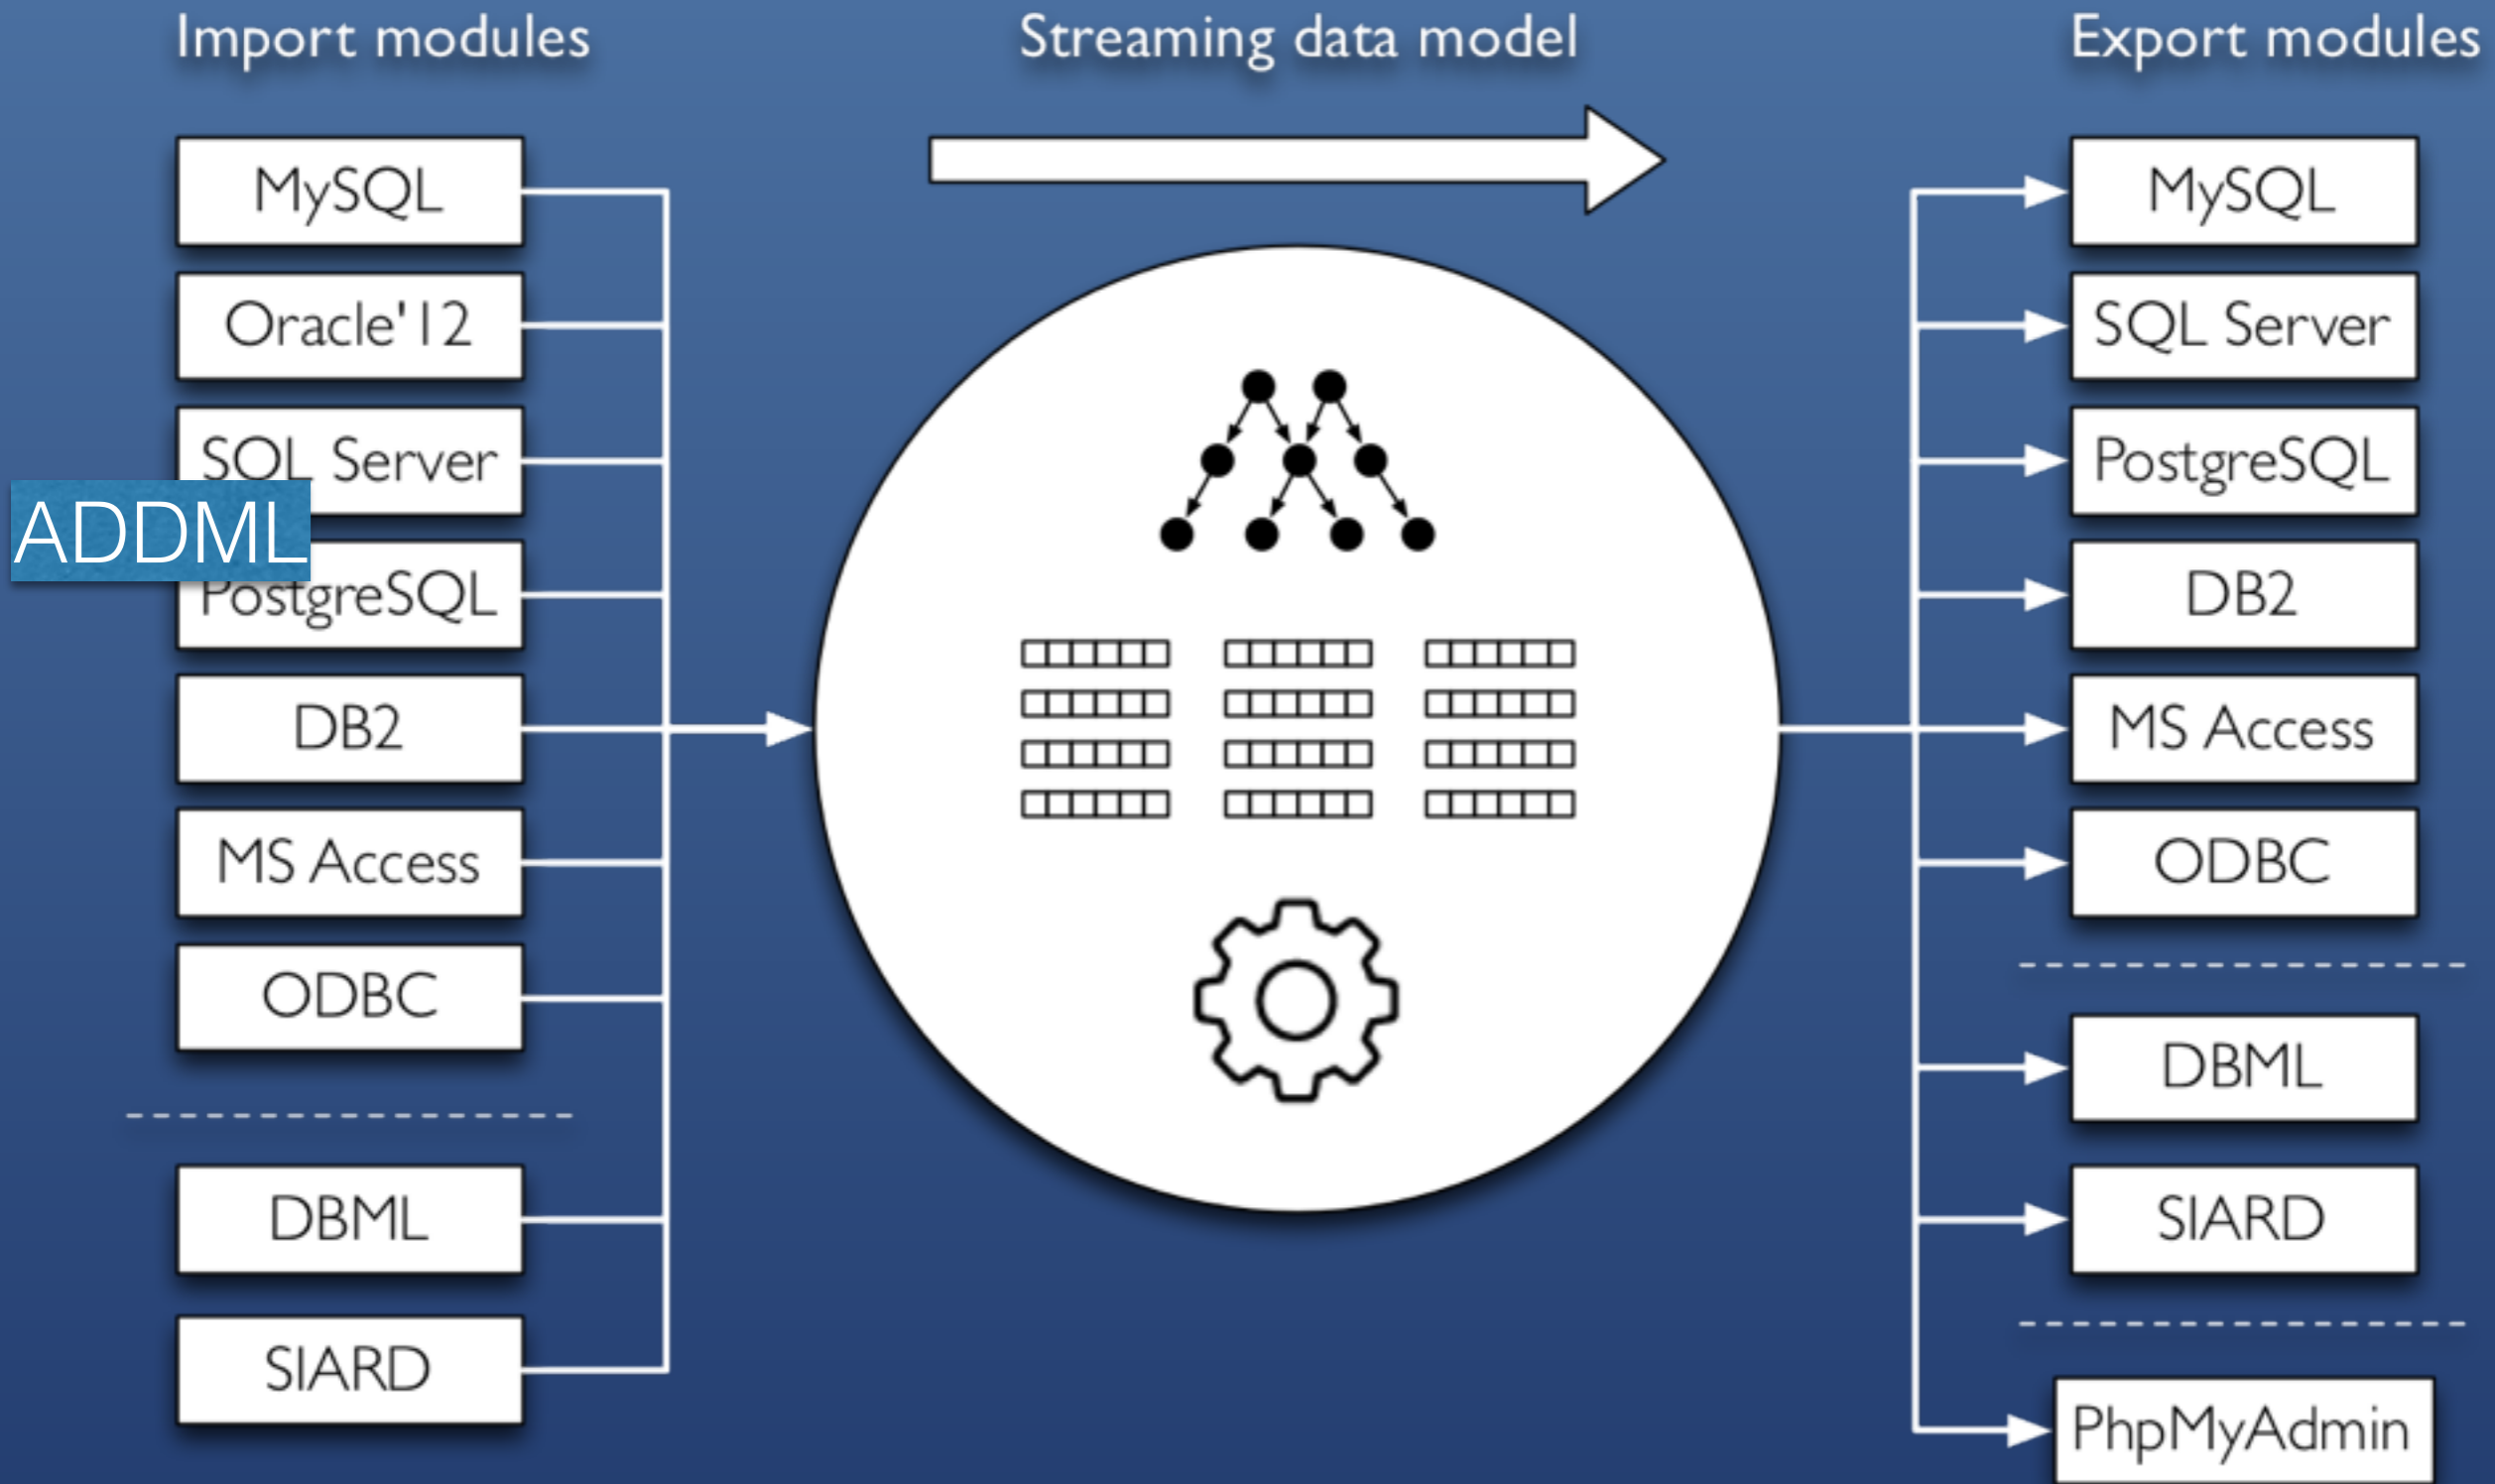 Import modules
Streaming data model
Export modules
MySQL
Oracle'12
SQL Server
ADDML
PostgreSQL
DB2
MS Access
ODBC
DBML
SIARD
MySQL
SQL Server
PostgreSQL
DB2
MS Access
ODBC
DBML
SIARD
PhpMyAdmin